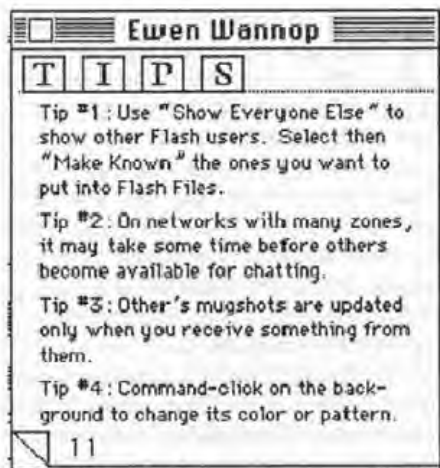 Ewen Wannop
T I P S
Tip #1: Use "Show Everyone Else" to
show other Flash users. Select then
"Make Known" the ones you want to
put into Flash Files.
Tip #2: On networks with many zones,
it may take some time before others
become available for chatting.
Tip #3: Other's mugshots are updated
only when you receive something from
them.
Tip #4: Command-click on the back-
ground to change its color or pattern.
11